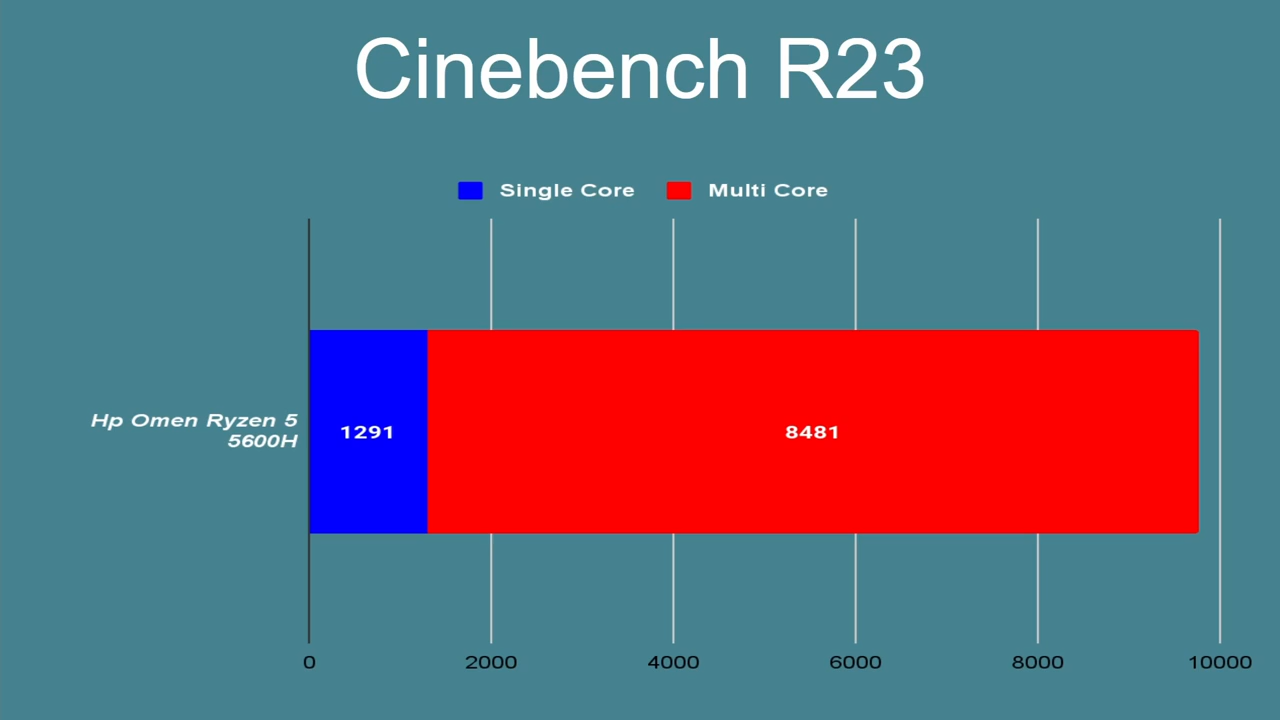 Cinebench R23
Single Core
Multi Core
Hp Omen Ryzen 5
5600H
1291
8481
0
2000
4000
6000
8000
10000